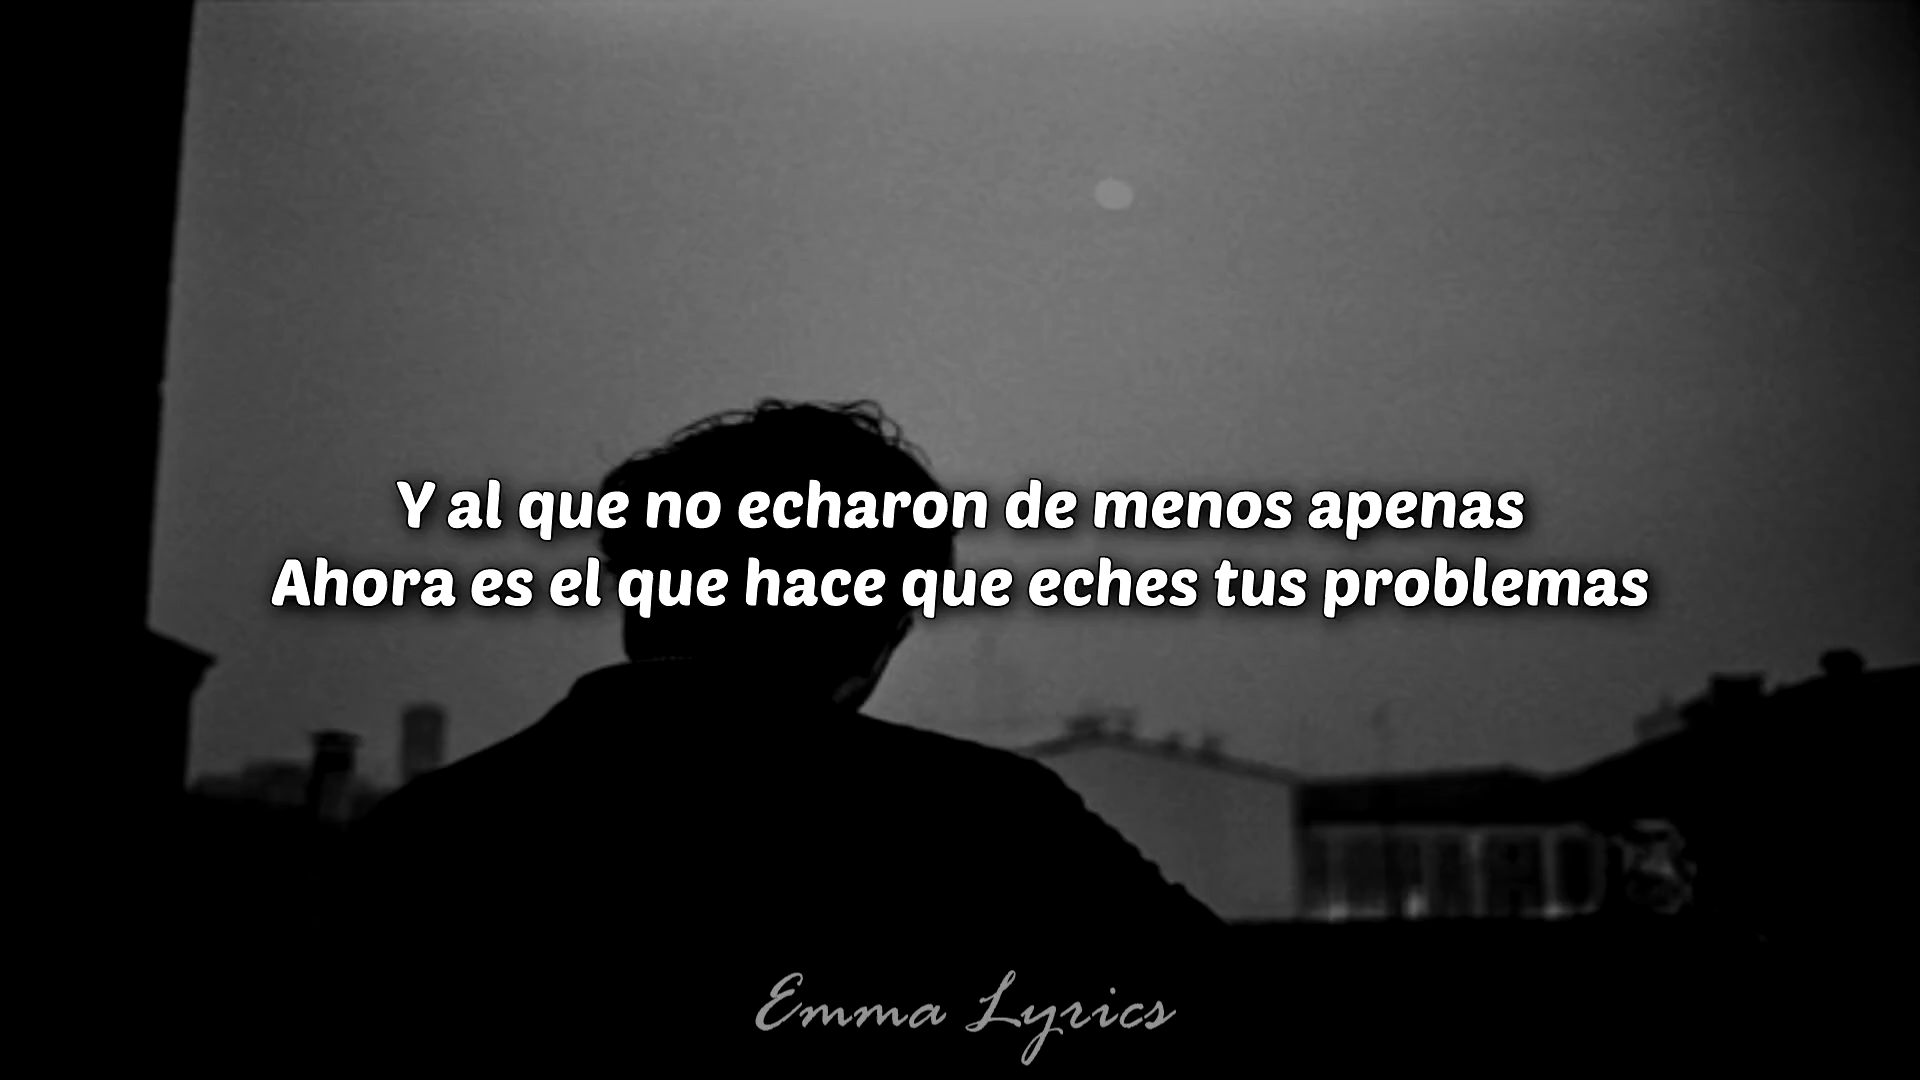 Y al que no echaron de menos apenas
Ahora es el que hace que eches tus problemas
Emma Lyrics